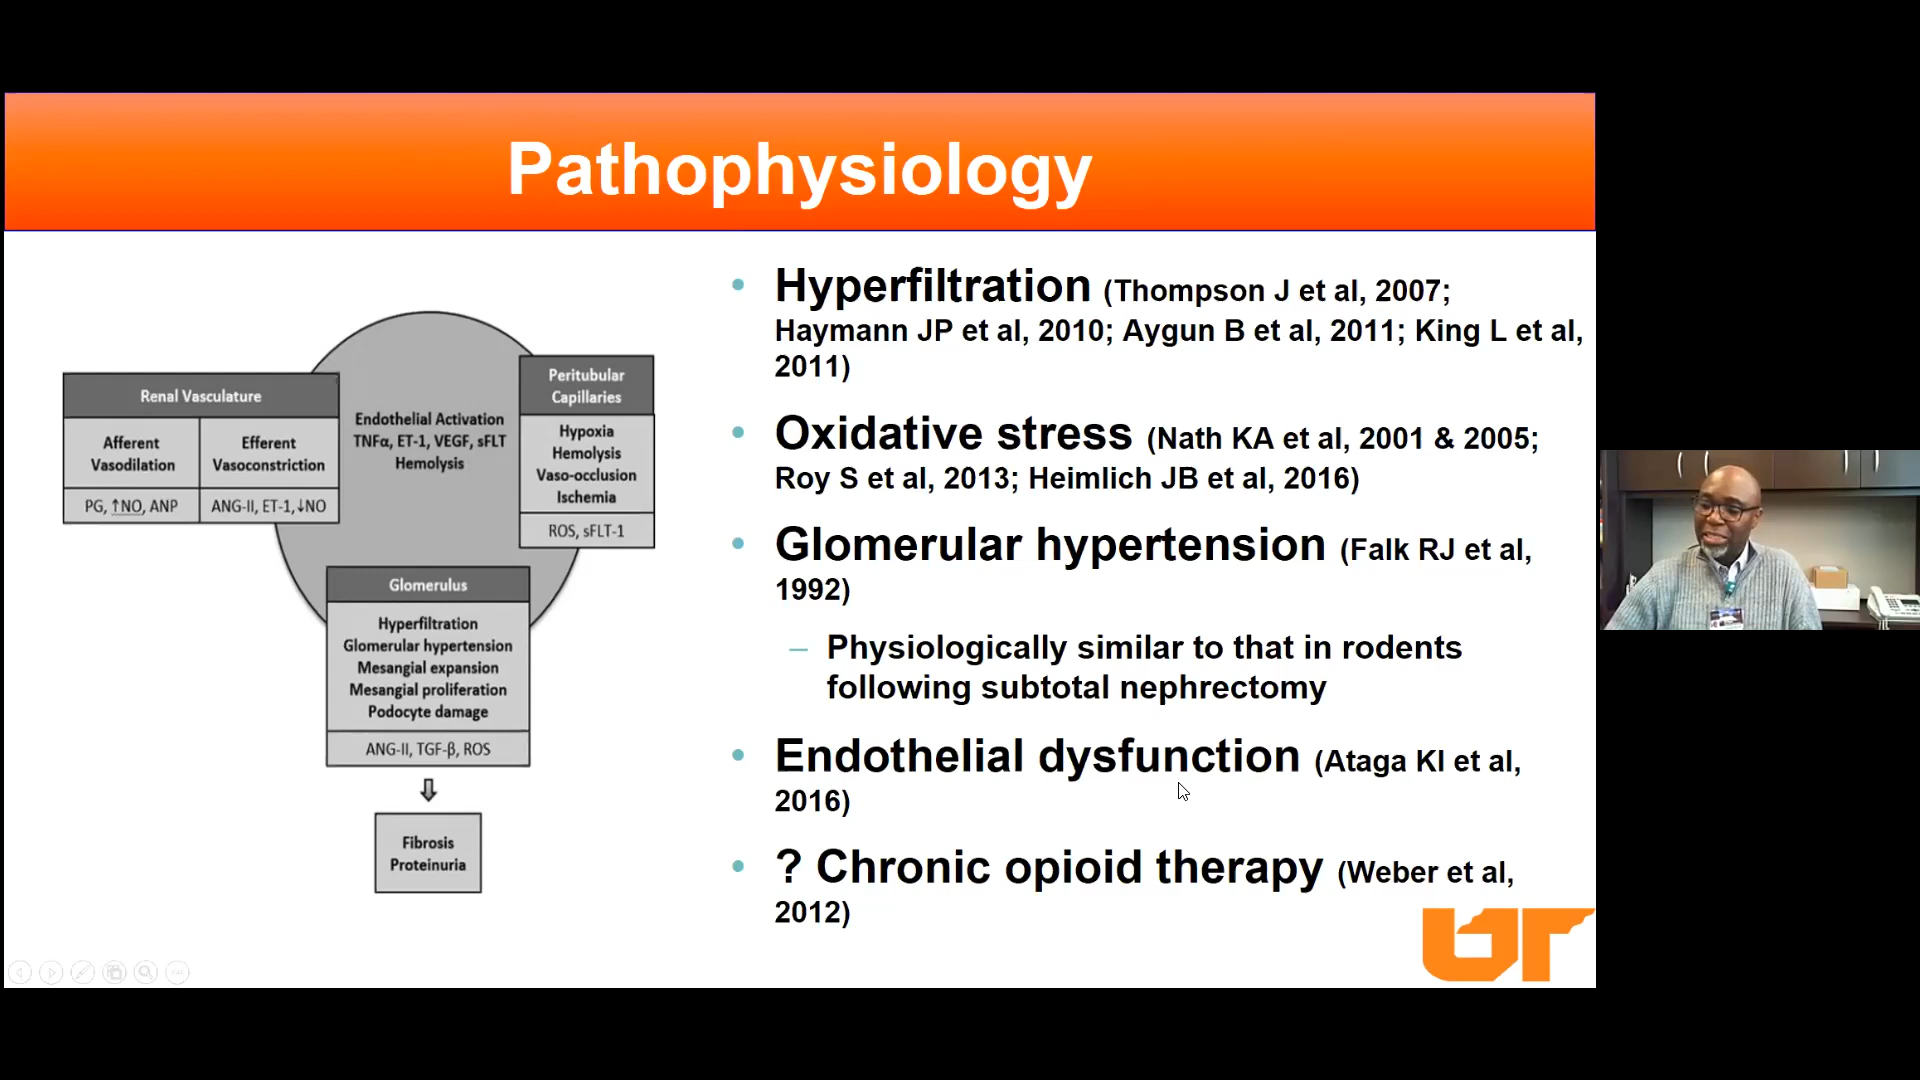 Pathophysiology
Renal Vasculature
Afferent
Vasodilation
Efferent
Vasoconstriction
PG, ↑NO, ANP
ANG-II, ET-1,↓NO
Endothelial Activation
TNFα, ET-1, VEGF, sFLT
Hemolysis
Peritubular
Capillaries
Hypoxia
Hemolysis
Vaso-occlusion
Ischemia
ROS, sFLT-1
Glomerulus
Hyperfiltration
Glomerular hypertension
Mesangial expansion
Mesangial proliferation
Podocyte damage
ANG-II, TGF-β, ROS
Fibrosis
Proteinuria
• Hyperfiltration (Thompson J et al, 2007;
Haymann JP et al, 2010; Aygun B et al, 2011; King L et al,
2011)
• Oxidative stress (Nath KA et al, 2001 & 2005;
Roy S et al, 2013; Heimlich JB et al, 2016)
• Glomerular hypertension (Falk RJ et al,
1992)
– Physiologically similar to that in rodents
following subtotal nephrectomy
• Endothelial dysfunction (Ataga KI et al,
2016)
• ? Chronic opioid therapy (Weber et al,
2012)
UT